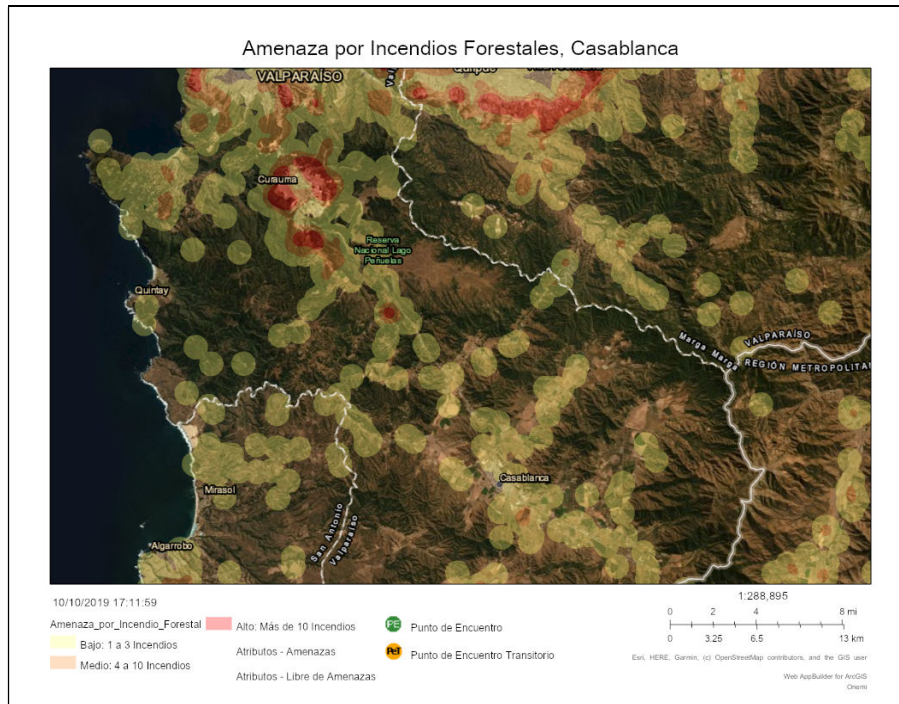 Amenaza por Incendios Forestales, Casablanca
VALPARAÍSO
Curauma
Reserva
Nacional Lago
Peñuelas
Quintay
Marga Marga
VALPARAÍSO
REGIÓN METROPOLITA
Casablanca
Mirasol
San Antonio
Valparaíso
Algarrobo
10/10/2019 17:11:59
1:288,895
Amenaza_por_Incendio_Forestal
Bajo: 1 a 3 Incendios
Medio: 4 a 10 Incendios
Alto: Más de 10 Incendios
Atributos - Amenazas
Atributos - Libre de Amenazas
PE Punto de Encuentro
PeT Punto de Encuentro Transitorio
0 2 4 8 mi
0 3.25 6.5 13 km
Esri, HERE, Garmin, (c) OpenStreetMap contributors, and the GIS user
Web AppBuilder for ArcGIS
Onemi